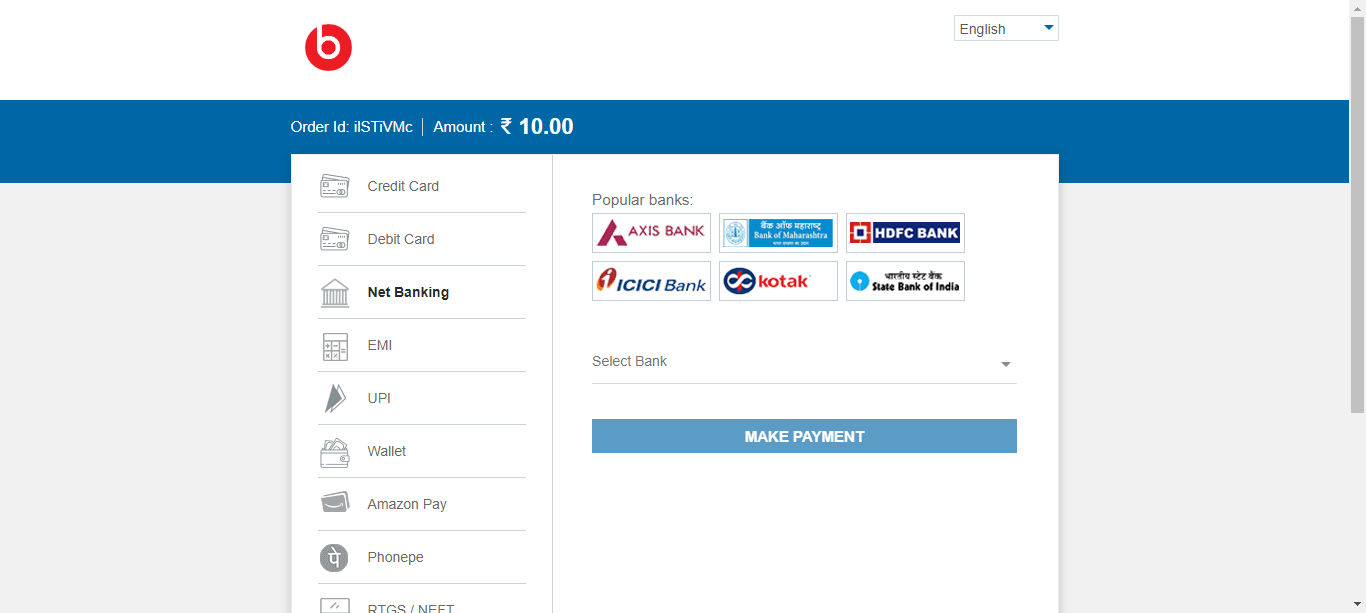 b
English
Order Id: ilSTiVMc | Amount : ₹ 10.00
Credit Card
Debit Card
Net Banking
EMI
UPI
Wallet
Amazon Pay
पे
Phonepe
RTGS / NEFT
Popular banks:
AXIS BANK
बैंक ऑफ महाराष्ट्र
Bank of Maharashtra
HDFC BANK
ICICI Bank
kotak
भारतीय स्टेट बैंक
State Bank of India
Select Bank
MAKE PAYMENT